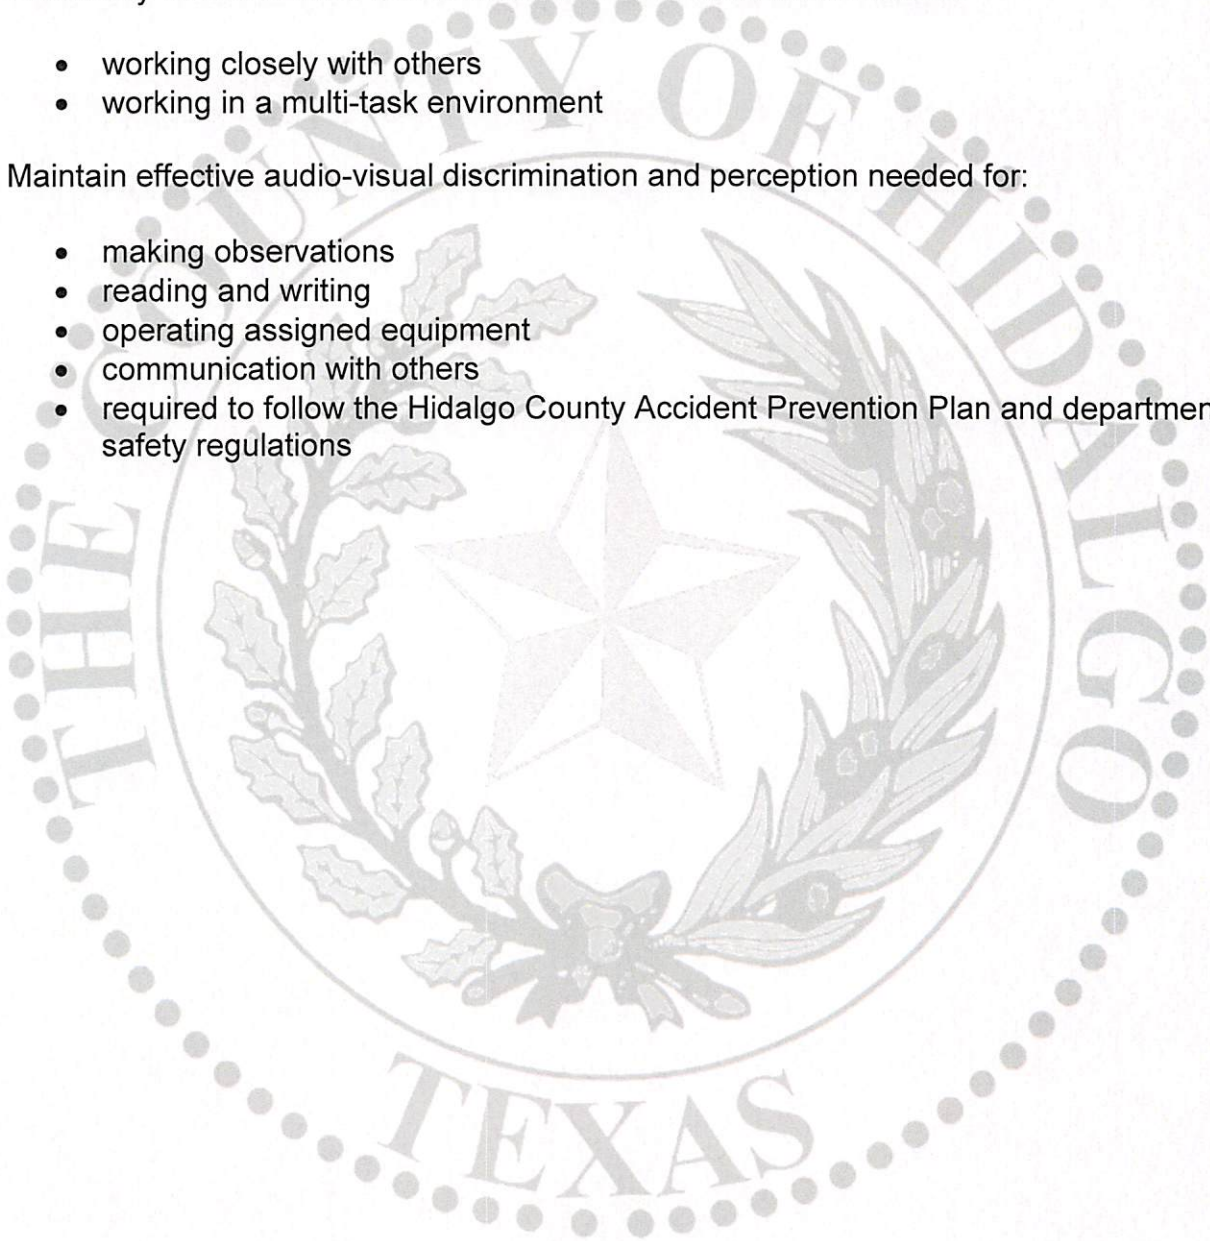 • working closely with others
• working in a multi-task environment
Maintain effective audio-visual discrimination and perception needed for:
• making observations
• reading and writing
• operating assigned equipment
• communication with others
• required to follow the Hidalgo County Accident Prevention Plan and
safety regulations
THE COUNTY OF HIDALGO
TEXAS